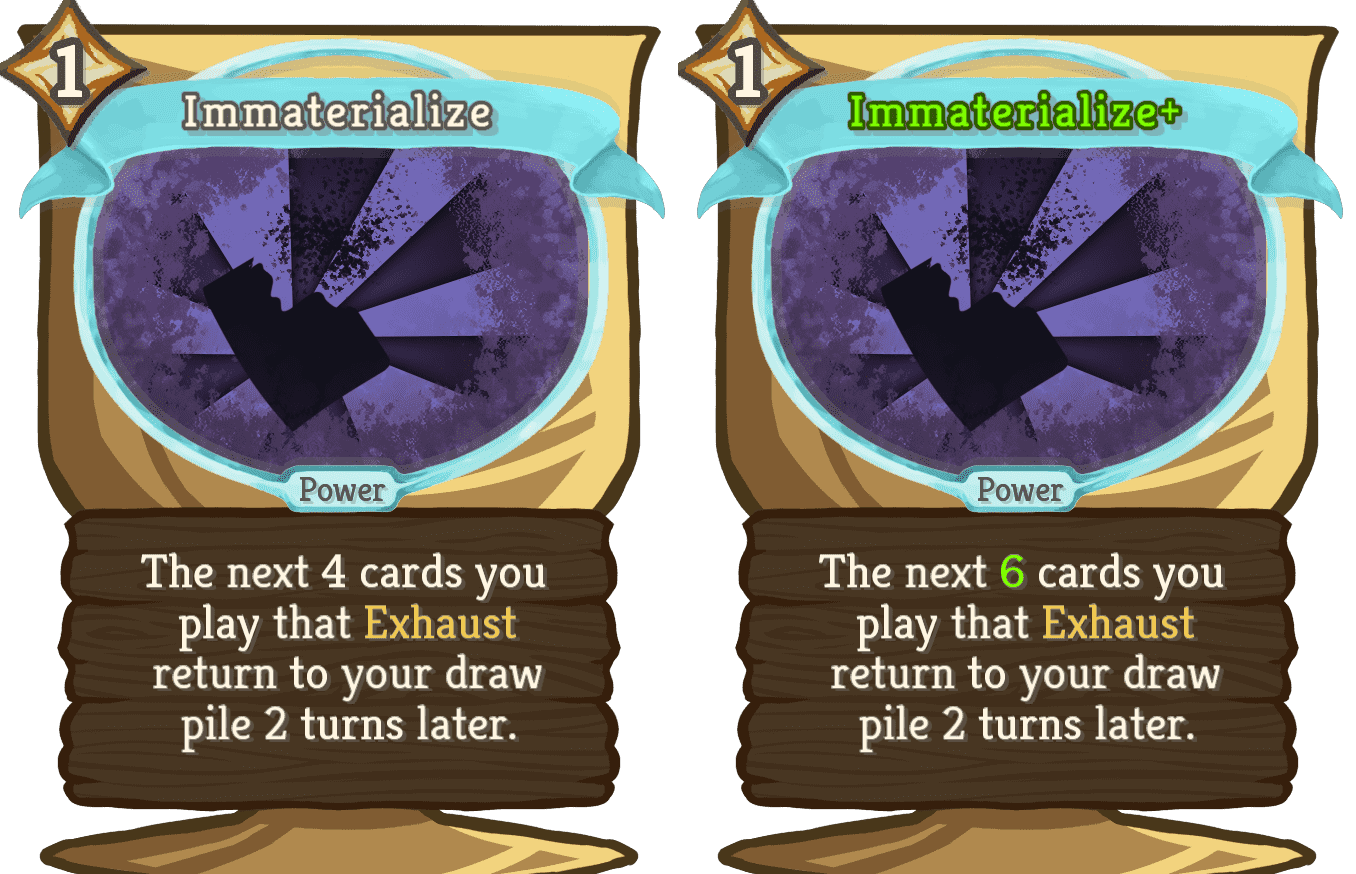 1
Immaterialize
Power
The next 4 cards you
play that Exhaust
return to your draw
pile 2 turns later.
1
Immaterialize+
Power
The next 6 cards you
play that Exhaust
return to your draw
pile 2 turns later.